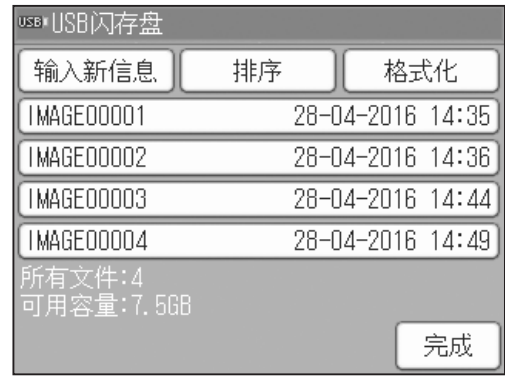 USB USB闪存盘
输入新信息 排序 格式化
IMAGE00001 28-04-2016 14:35
IMAGE00002 28-04-2016 14:36
IMAGE00003 28-04-2016 14:44
IMAGE00004 28-04-2016 14:49
所有文件:4
可用容量:7.5GB
完成